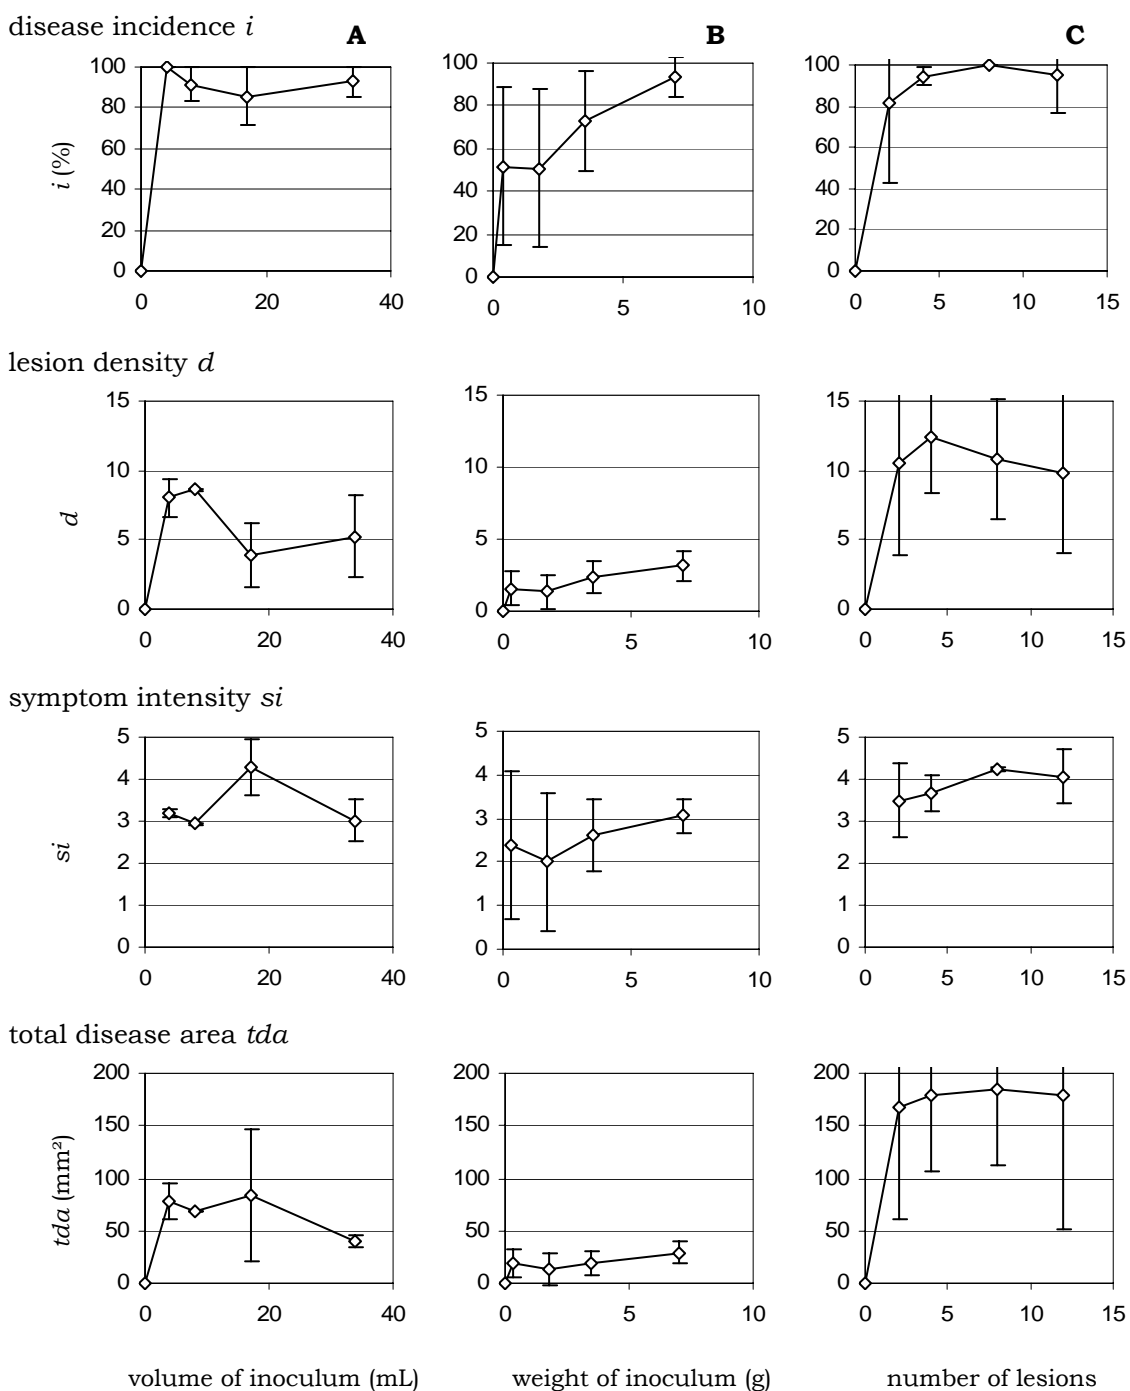 disease incidence i
A B C
i (%)
100 100 100
80 80 80
60 60 60
40 40 40
20 20 20
0 0 0
0 20 40 0 5 10 0 5 10 15
lesion density d
d
15 15 15
10 10 10
5 5 5
0 0 0
0 20 40 0 5 10 0 5 10 15
symptom intensity si
si
5 5 5
4 4 4
3 3 3
2 2 2
1 1 1
0 0 0
0 20 40 0 5 10 0 5 10 15
total disease area tda
tda (mm²)
200 200 200
150 150 150
100 100 100
50 50 50
0 0 0
0 20 40 0 5 10 0 5 10 15
volume of inoculum (mL) weight of inoculum (g) number of lesions